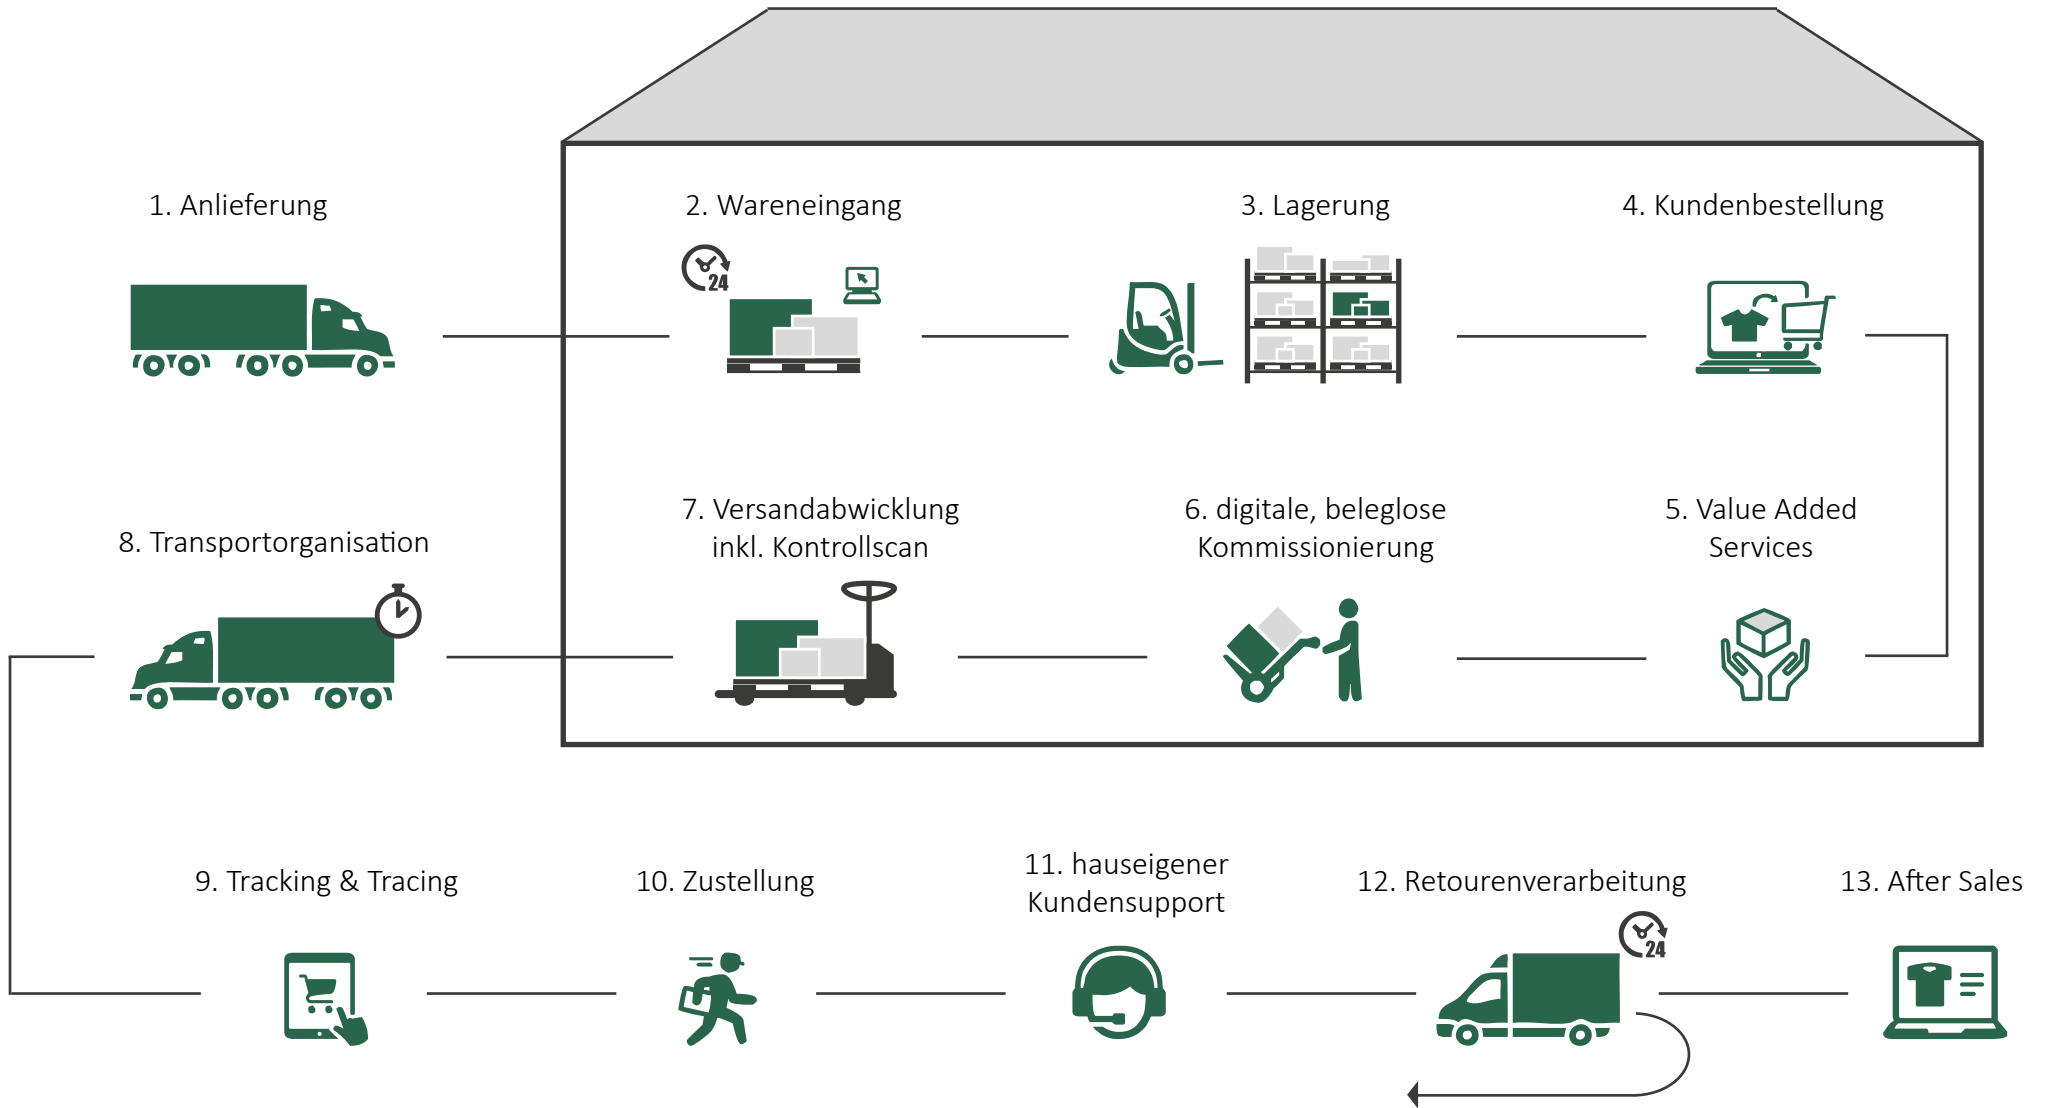 1. Anlieferung
2. Wareneingang
3. Lagerung
4. Kundenbestellung
24
5. Value Added
Services
6. digitale, beleglose
Kommissionierung
7. Versandabwicklung
inkl. Kontrollscan
8. Transportorganisation
9. Tracking & Tracing
10. Zustellung
11. hauseigener
Kundensupport
12. Retourenverarbeitung
24
13. After Sales